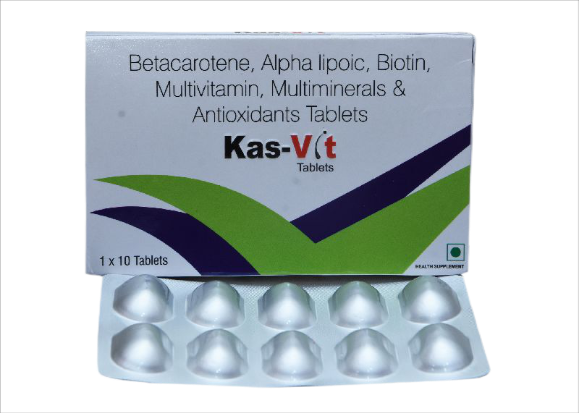 Betacarotene, Alpha lipoic, Biotin,
Multivitamin, Multiminerals &
Antioxidants Tablets
Kas-Vit
Tablets
1 x 10 Tablets
HEALTH SUPPLEMENT